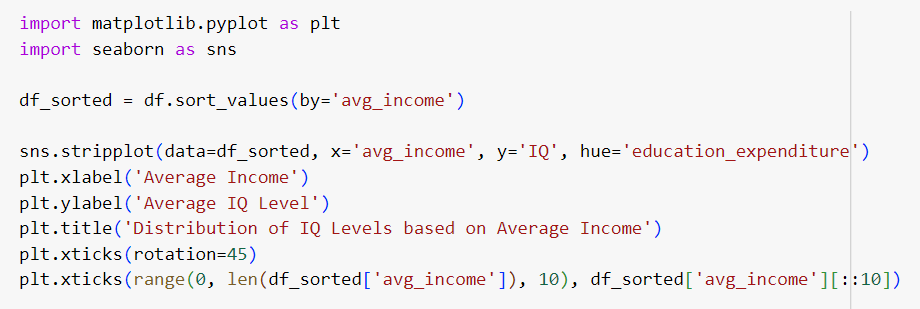 import matplotlib.pyplot as plt
import seaborn as sns
df_sorted = df.sort_values(by='avg_income')
sns.stripplot(data=df_sorted, x='avg_income', y='IQ', hue='education_expenditure')
plt.xlabel('Average Income')
plt.ylabel('Average IQ Level')
plt.title('Distribution of IQ Levels based on Average Income')
plt.xticks(rotation=45)
plt.xticks(range(0, len(df_sorted['avg_income']), 10), df_sorted['avg_income'][::10])